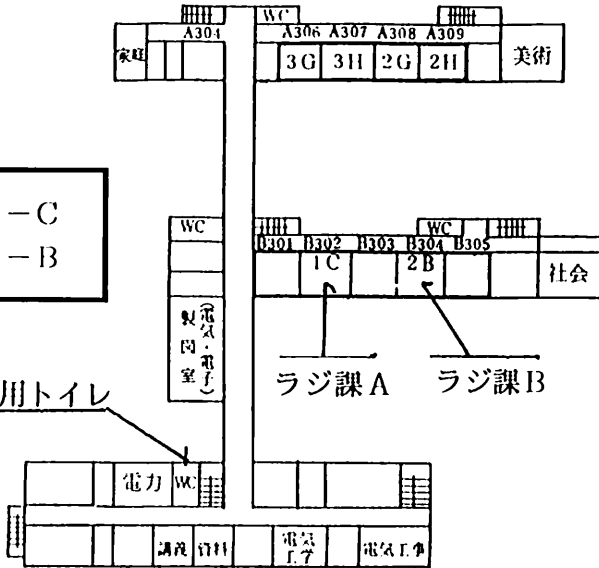 WC
A304 A306 A307 A308 A309
家庭 3G 3H 2G 2H 美術
-C
-B
WC WC
B301 B302 B303 B304 B305
1C 2B 社会
製図室
(電気・電子)
ラジ課A ラジ課B
用トイレ
電力 WC
講義 資料 電気工学 電気工事